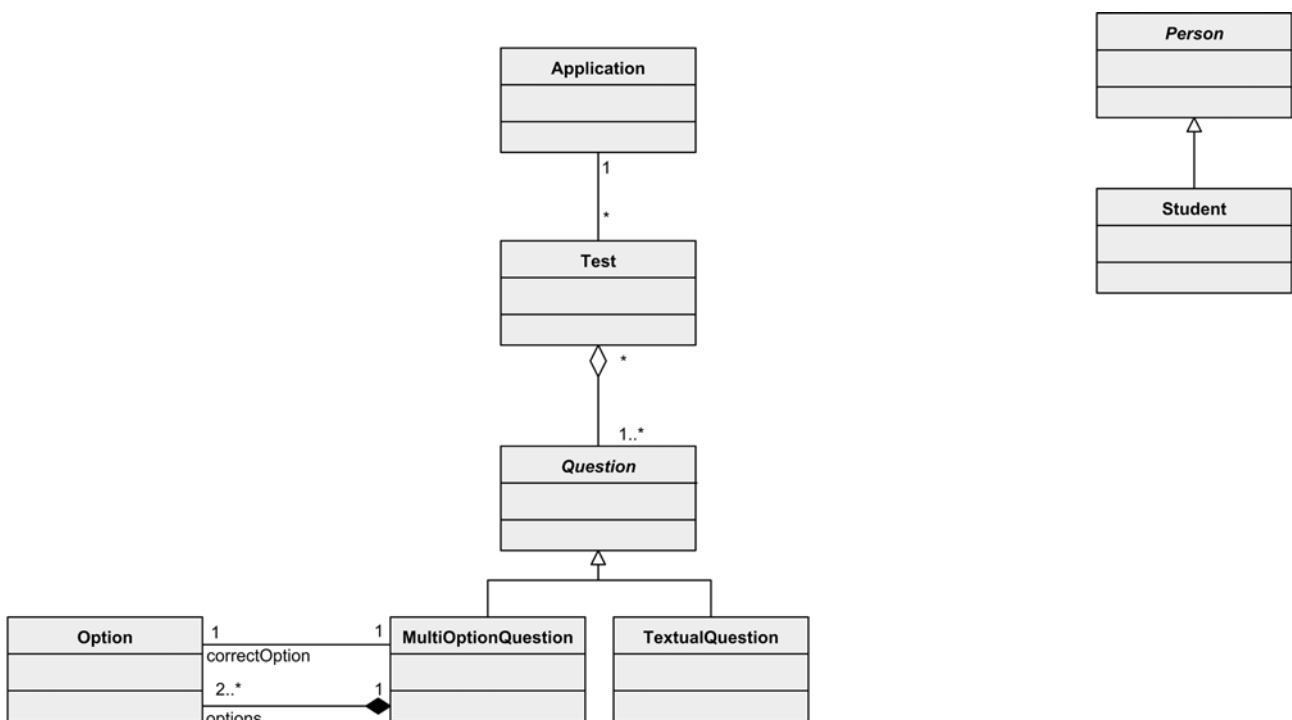 Person
Application
1
*
Student
Test
*
1..*
Question
Option
1
1
MultiOptionQuestion
TextualQuestion
correctOption
2..*
1
options